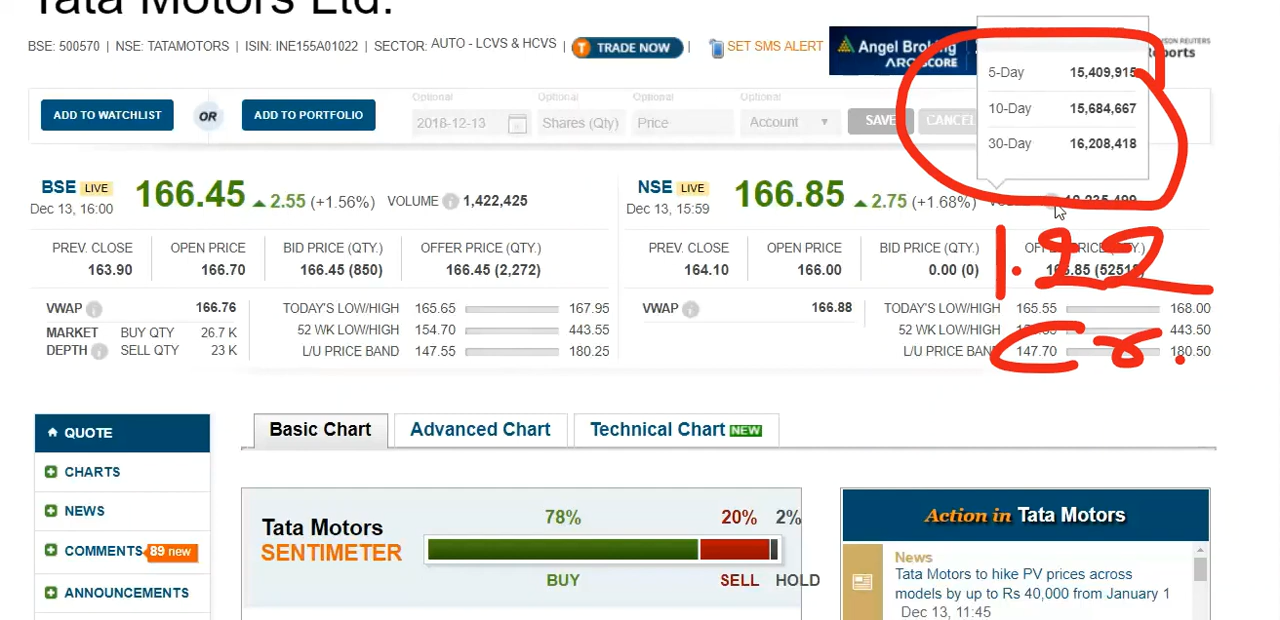 Tata Motors Ltd.
BSE: 500570 | NSE: TATAMOTORS | ISIN: INE155A01022 | SECTOR: AUTO - LCVS & HCVS | TRADE NOW | SET SMS ALERT
Angel Broking
ARQ SCORE
5-Day 15,409,915
10-Day 15,684,667
30-Day 16,208,418
ADD TO WATCHLIST OR ADD TO PORTFOLIO
Optional Optional Optional Optional
2018-12-13 Shares (Qty) Price Account SAVE CANCEL
BSE LIVE 166.45 2.55 (+1.56%) VOLUME 1,422,425
Dec 13, 16:00
NSE LIVE 166.85 2.75 (+1.68%)
Dec 13, 15:59
1.22
Cr.
PREV. CLOSE OPEN PRICE BID PRICE (QTY.) OFFER PRICE (QTY.)
163.90 166.70 166.45 (850) 166.45 (2,272)
PREV. CLOSE OPEN PRICE BID PRICE (QTY.)
164.10 166.00 0.00 (0)
VWAP 166.76
MARKET DEPTH BUY QTY 26.7 K
SELL QTY 23 K
TODAY'S LOW/HIGH 165.65 167.95
52 WK LOW/HIGH 154.70 443.55
L/U PRICE BAND 147.55 180.25
VWAP 166.88
TODAY'S LOW/HIGH 165.55 168.00
52 WK LOW/HIGH 443.50
L/U PRICE BAND 147.70 180.50
QUOTE
CHARTS
NEWS
COMMENTS 89 new
ANNOUNCEMENTS
Basic Chart Advanced Chart Technical Chart NEW
Tata Motors
SENTIMETER
78% 20% 2%
BUY SELL HOLD
Action in Tata Motors
News
Tata Motors to hike PV prices across
models by up to Rs 40,000 from January 1
Dec 13, 11:45